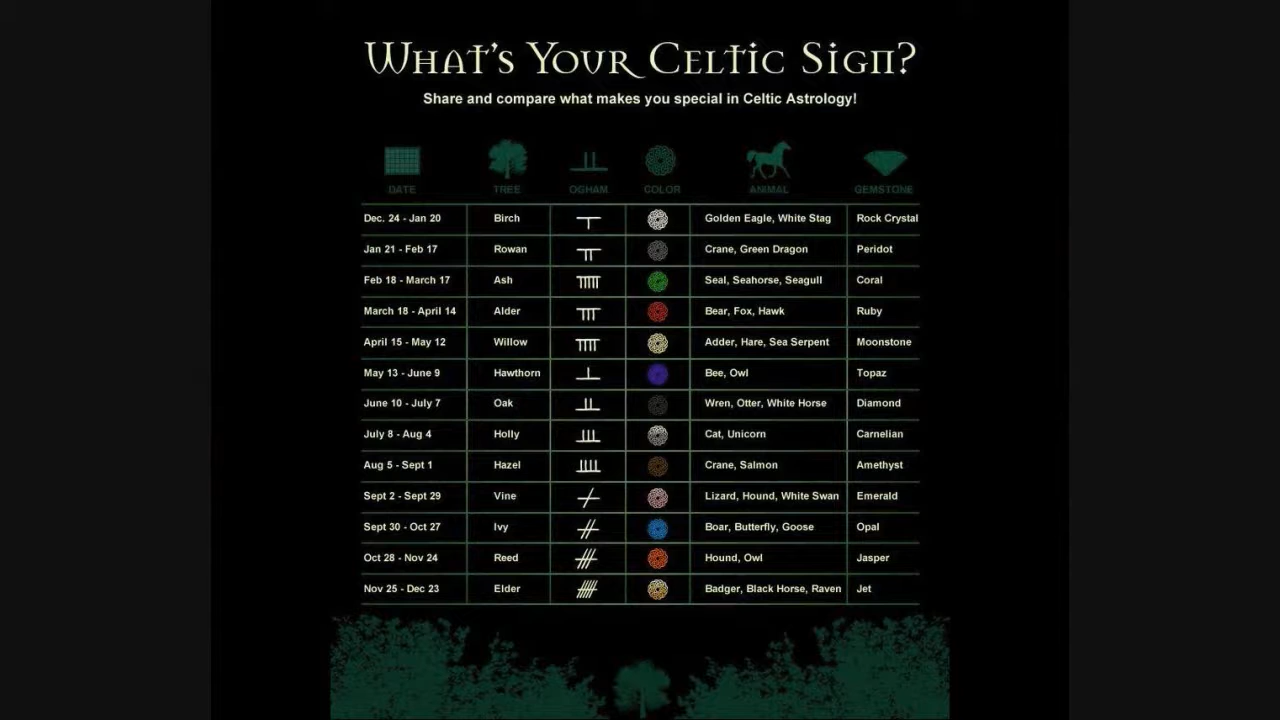 What's Your Celtic Sign?
Share and compare what makes you special in Celtic Astrology!
DATE TREE OGHAM COLOR ANIMAL GEMSTONE
Dec. 24 - Jan 20 Birch Golden Eagle, White Stag Rock Crystal
Jan 21 - Feb 17 Rowan Crane, Green Dragon Peridot
Feb 18 - March 17 Ash Seal, Seahorse, Seagull Coral
March 18 - April 14 Alder Bear, Fox, Hawk Ruby
April 15 - May 12 Willow Adder, Hare, Sea Serpent Moonstone
May 13 - June 9 Hawthorn Bee, Owl Topaz
June 10 - July 7 Oak Wren, Otter, White Horse Diamond
July 8 - Aug 4 Holly Cat, Unicorn Carnelian
Aug 5 - Sept 1 Hazel Crane, Salmon Amethyst
Sept 2 - Sept 29 Vine Lizard, Hound, White Swan Emerald
Sept 30 - Oct 27 Ivy Boar, Butterfly, Goose Opal
Oct 28 - Nov 24 Reed Hound, Owl Jasper
Nov 25 - Dec 23 Elder Badger, Black Horse, Raven Jet